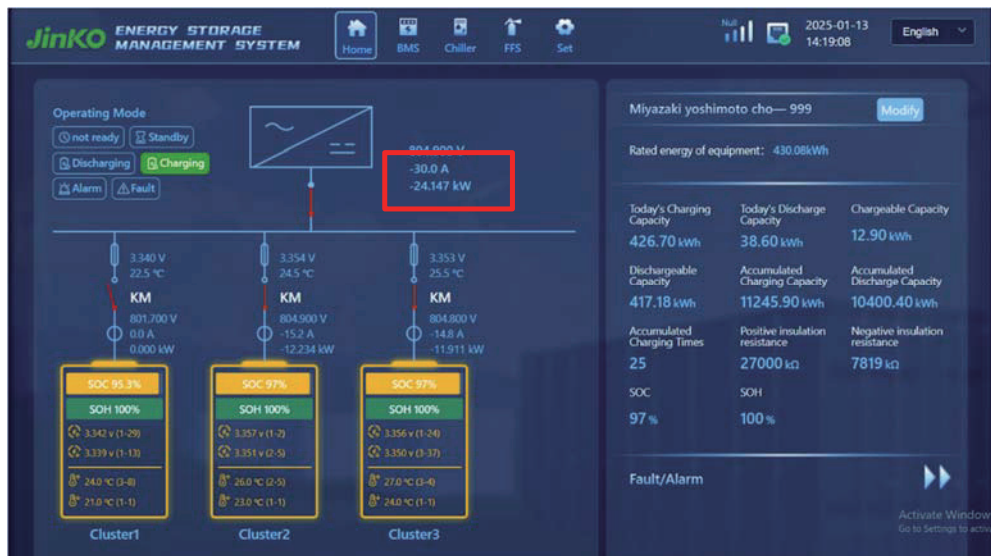 JinKO ENERGY STORAGE
MANAGEMENT SYSTEM
Home
BMS
Chiller
FFS
Set
Null
2025-01-13
14:19:08
English
Operating Mode
not ready
Standby
Discharging
Charging
Alarm
Fault
804.900 V
-30.0 A
-24.147 kW
3.340 V
22.5 ℃
KM
801.700 V
0.0 A
0.000 kW
SOC 95.3%
SOH 100%
3.342 v (1-29)
3.339 v (1-13)
24.0 ℃ (3-8)
21.0 ℃ (1-1)
Cluster1
3.354 V
24.5 ℃
KM
804.900 V
-15.2 A
-12.234 kW
SOC 97%
SOH 100%
3.357 v (1-2)
3.351 v (2-5)
26.0 ℃ (2-5)
23.0 ℃ (1-1)
Cluster2
3.353 V
25.5 ℃
KM
804.800 V
-14.8 A
-11.911 kW
SOC 97%
SOH 100%
3.356 v (1-24)
3.350 v (3-37)
27.0 ℃ (3-4)
24.0 ℃ (1-1)
Cluster3
Miyazaki yoshimoto cho— 999
Modify
Rated energy of equipment: 430.08kWh
Today's Charging
Capacity
426.70 kWh
Today's Discharge
Capacity
38.60 kWh
Chargeable Capacity
12.90 kWh
Dischargeable
Capacity
417.18 kWh
Accumulated
Charging Capacity
11245.90 kWh
Accumulated
Discharge Capacity
10400.40 kWh
Accumulated
Charging Times
25
Positive insulation
resistance
27000 kΩ
Negative insulation
resistance
7819 kΩ
SOC
97 %
SOH
100 %
Fault/Alarm
Activate Window
Go to Settings to activ